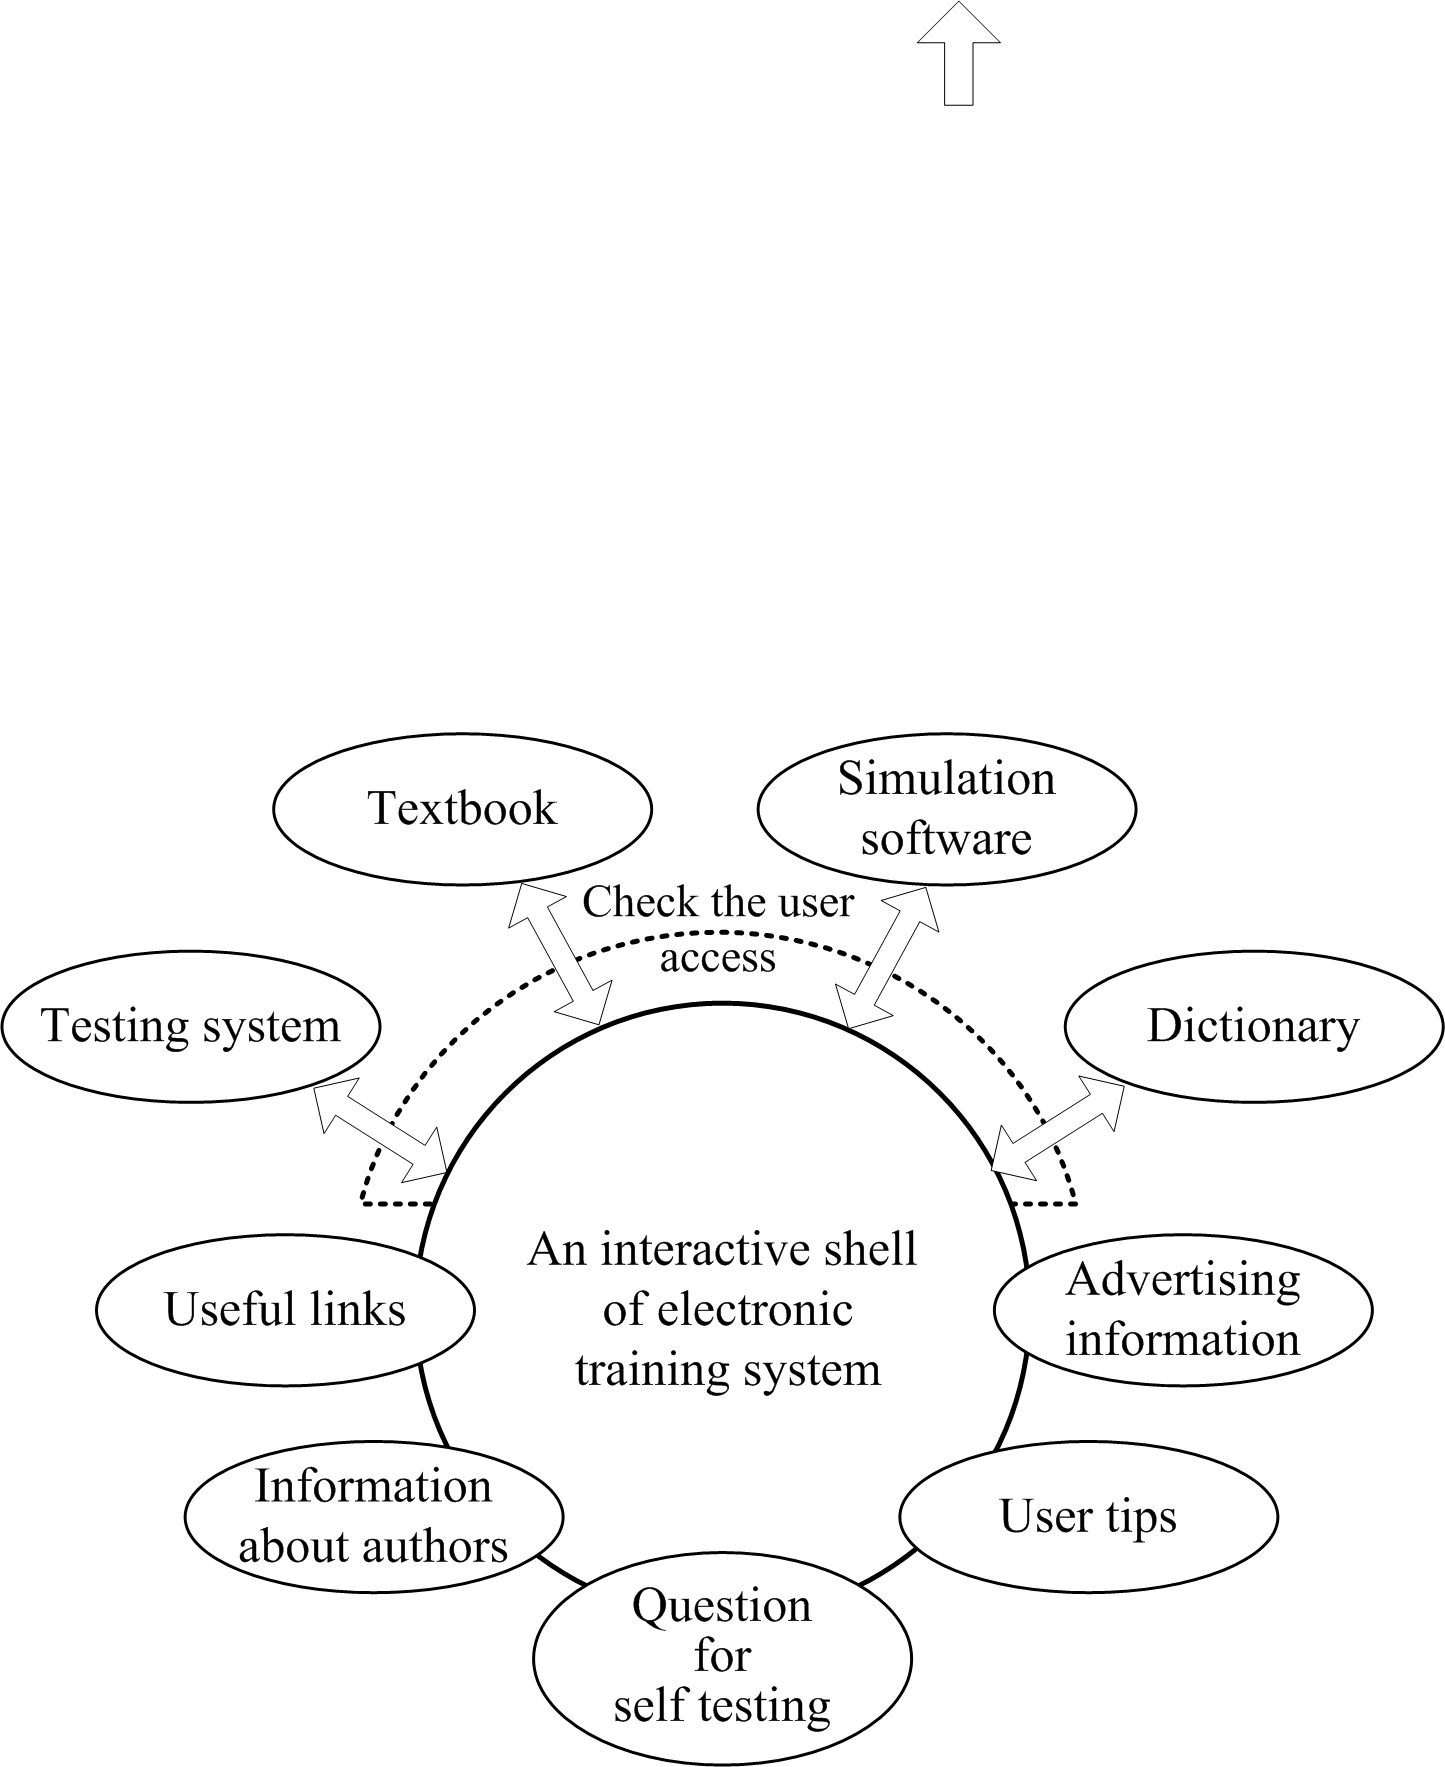 Textbook
Simulation
software
Check the user
access
Testing system
Dictionary
An interactive shell
of electronic
training system
Useful links
Advertising
information
Information
about authors
User tips
Question
for
self testing